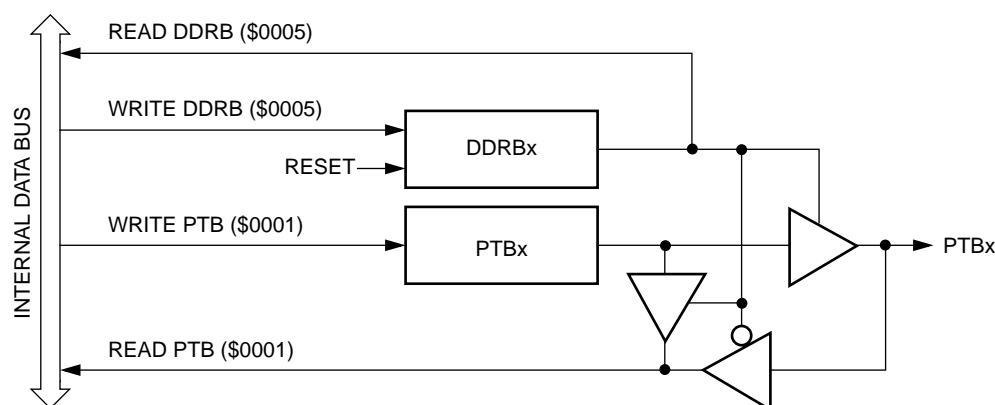 READ DDRB ($0005)
WRITE DDRB ($0005)
DDRBx
RESET
INTERNAL DATA BUS
WRITE PTB ($0001)
PTBx
PTBx
READ PTB ($0001)